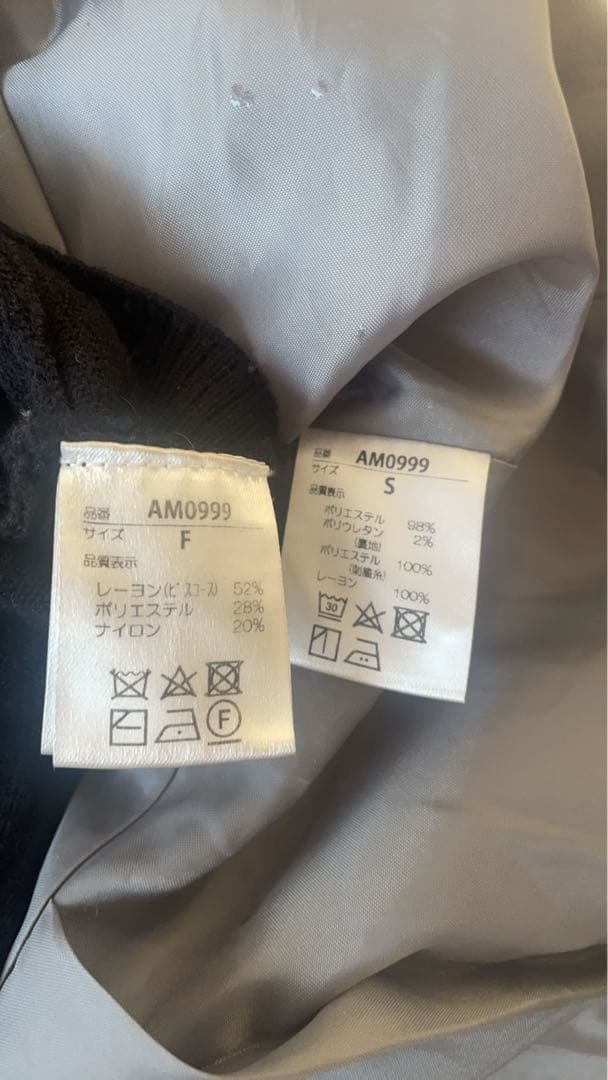 品番 AM0999
サイズ F
品質表示
レーヨン(ビスコース) 52%
ポリエステル 28%
ナイロン 20%
F
品番 AM0999
サイズ S
品質表示
ポリエステル 98%
ポリウレタン 2%
(裏地)
ポリエステル 100%
(刺繍糸)
レーヨン 100%
30